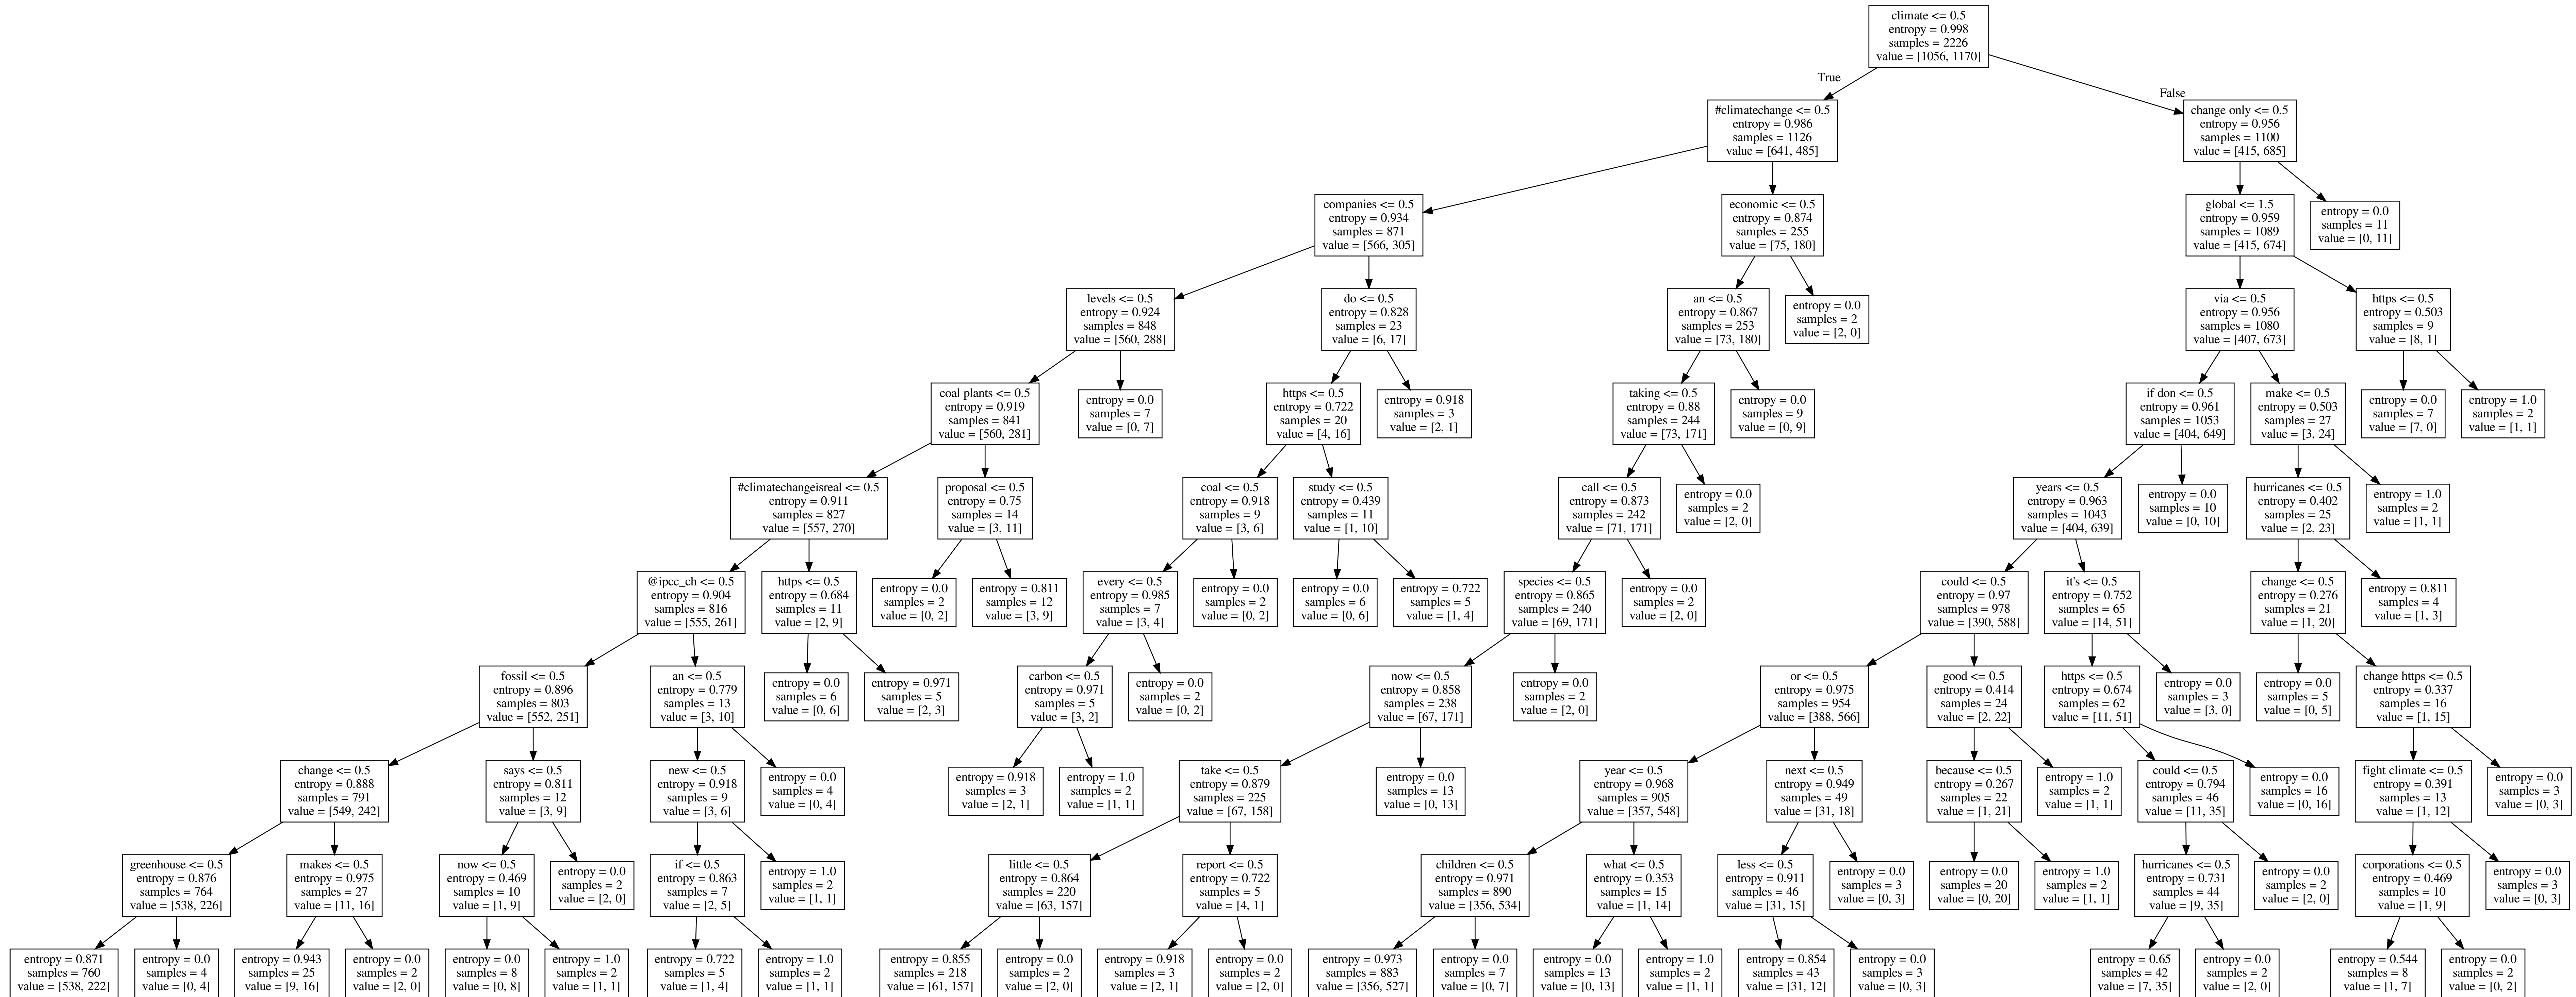 climate <= 0.5
entropy = 0.998
samples = 2226
value = [1056, 1170]
True
False
#climatechange <= 0.5
entropy = 0.986
samples = 1126
value = [641, 485]
change only <= 0.5
entropy = 0.956
samples = 1100
value = [415, 685]
companies <= 0.5
entropy = 0.934
samples = 871
value = [566, 305]
economic <= 0.5
entropy = 0.874
samples = 255
value = [75, 180]
global <= 1.5
entropy = 0.959
samples = 1089
value = [415, 674]
entropy = 0.0
samples = 11
value = [0, 11]
levels <= 0.5
entropy = 0.924
samples = 848
value = [560, 288]
do <= 0.5
entropy = 0.828
samples = 23
value = [6, 17]
an <= 0.5
entropy = 0.867
samples = 253
value = [73, 180]
entropy = 0.0
samples = 2
value = [2, 0]
via <= 0.5
entropy = 0.956
samples = 1080
value = [407, 673]
https <= 0.5
entropy = 0.503
samples = 9
value = [8, 1]
coal plants <= 0.5
entropy = 0.919
samples = 841
value = [560, 281]
entropy = 0.0
samples = 7
value = [0, 7]
https <= 0.5
entropy = 0.722
samples = 20
value = [4, 16]
entropy = 0.918
samples = 3
value = [2, 1]
taking <= 0.5
entropy = 0.88
samples = 244
value = [73, 171]
entropy = 0.0
samples = 9
value = [0, 9]
if don <= 0.5
entropy = 0.961
samples = 1053
value = [404, 649]
make <= 0.5
entropy = 0.503
samples = 27
value = [3, 24]
entropy = 0.0
samples = 7
value = [7, 0]
entropy = 1.0
samples = 2
value = [1, 1]
#climatechangeisreal <= 0.5
entropy = 0.911
samples = 827
value = [557, 270]
proposal <= 0.5
entropy = 0.75
samples = 14
value = [3, 11]
coal <= 0.5
entropy = 0.918
samples = 9
value = [3, 6]
study <= 0.5
entropy = 0.439
samples = 11
value = [1, 10]
call <= 0.5
entropy = 0.873
samples = 242
value = [71, 171]
entropy = 0.0
samples = 2
value = [2, 0]
years <= 0.5
entropy = 0.963
samples = 1043
value = [404, 639]
entropy = 0.0
samples = 10
value = [0, 10]
hurricanes <= 0.5
entropy = 0.402
samples = 25
value = [2, 23]
entropy = 1.0
samples = 2
value = [1, 1]
@ipcc_ch <= 0.5
entropy = 0.904
samples = 816
value = [555, 261]
https <= 0.5
entropy = 0.684
samples = 11
value = [2, 9]
entropy = 0.0
samples = 2
value = [0, 2]
entropy = 0.811
samples = 12
value = [3, 9]
every <= 0.5
entropy = 0.985
samples = 7
value = [3, 4]
entropy = 0.0
samples = 2
value = [0, 2]
entropy = 0.0
samples = 6
value = [0, 6]
entropy = 0.722
samples = 5
value = [1, 4]
species <= 0.5
entropy = 0.865
samples = 240
value = [69, 171]
entropy = 0.0
samples = 2
value = [2, 0]
could <= 0.5
entropy = 0.97
samples = 978
value = [390, 588]
it's <= 0.5
entropy = 0.752
samples = 65
value = [14, 51]
change <= 0.5
entropy = 0.276
samples = 21
value = [1, 20]
entropy = 0.811
samples = 4
value = [1, 3]
fossil <= 0.5
entropy = 0.896
samples = 803
value = [552, 251]
an <= 0.5
entropy = 0.779
samples = 13
value = [3, 10]
entropy = 0.0
samples = 6
value = [0, 6]
entropy = 0.971
samples = 5
value = [2, 3]
carbon <= 0.5
entropy = 0.971
samples = 5
value = [3, 2]
entropy = 0.0
samples = 2
value = [0, 2]
now <= 0.5
entropy = 0.858
samples = 238
value = [67, 171]
entropy = 0.0
samples = 2
value = [2, 0]
or <= 0.5
entropy = 0.975
samples = 954
value = [388, 566]
good <= 0.5
entropy = 0.414
samples = 24
value = [2, 22]
https <= 0.5
entropy = 0.674
samples = 62
value = [11, 51]
entropy = 0.0
samples = 3
value = [3, 0]
entropy = 0.0
samples = 5
value = [0, 5]
change https <= 0.5
entropy = 0.337
samples = 16
value = [1, 15]
change <= 0.5
entropy = 0.888
samples = 791
value = [549, 242]
says <= 0.5
entropy = 0.811
samples = 12
value = [3, 9]
new <= 0.5
entropy = 0.918
samples = 9
value = [3, 6]
entropy = 0.0
samples = 4
value = [0, 4]
entropy = 0.918
samples = 3
value = [2, 1]
entropy = 1.0
samples = 2
value = [1, 1]
take <= 0.5
entropy = 0.879
samples = 225
value = [67, 158]
entropy = 0.0
samples = 13
value = [0, 13]
year <= 0.5
entropy = 0.968
samples = 905
value = [357, 548]
next <= 0.5
entropy = 0.949
samples = 49
value = [31, 18]
because <= 0.5
entropy = 0.267
samples = 22
value = [1, 21]
entropy = 1.0
samples = 2
value = [1, 1]
could <= 0.5
entropy = 0.794
samples = 46
value = [11, 35]
entropy = 0.0
samples = 16
value = [0, 16]
fight climate <= 0.5
entropy = 0.391
samples = 13
value = [1, 12]
entropy = 0.0
samples = 3
value = [0, 3]
greenhouse <= 0.5
entropy = 0.876
samples = 764
value = [538, 226]
makes <= 0.5
entropy = 0.975
samples = 27
value = [11, 16]
now <= 0.5
entropy = 0.469
samples = 10
value = [1, 9]
entropy = 0.0
samples = 2
value = [2, 0]
if <= 0.5
entropy = 0.863
samples = 7
value = [2, 5]
entropy = 1.0
samples = 2
value = [1, 1]
little <= 0.5
entropy = 0.864
samples = 220
value = [63, 157]
report <= 0.5
entropy = 0.722
samples = 5
value = [4, 1]
children <= 0.5
entropy = 0.971
samples = 890
value = [356, 534]
what <= 0.5
entropy = 0.353
samples = 15
value = [1, 14]
less <= 0.5
entropy = 0.911
samples = 46
value = [31, 15]
entropy = 0.0
samples = 3
value = [0, 3]
entropy = 0.0
samples = 20
value = [0, 20]
entropy = 1.0
samples = 2
value = [1, 1]
hurricanes <= 0.5
entropy = 0.731
samples = 44
value = [9, 35]
entropy = 0.0
samples = 2
value = [2, 0]
corporations <= 0.5
entropy = 0.469
samples = 10
value = [1, 9]
entropy = 0.0
samples = 3
value = [0, 3]
entropy = 0.871
samples = 760
value = [538, 222]
entropy = 0.0
samples = 4
value = [0, 4]
entropy = 0.943
samples = 25
value = [9, 16]
entropy = 0.0
samples = 2
value = [2, 0]
entropy = 0.0
samples = 8
value = [0, 8]
entropy = 1.0
samples = 2
value = [1, 1]
entropy = 0.722
samples = 5
value = [1, 4]
entropy = 1.0
samples = 2
value = [1, 1]
entropy = 0.855
samples = 218
value = [61, 157]
entropy = 0.0
samples = 2
value = [2, 0]
entropy = 0.918
samples = 3
value = [2, 1]
entropy = 0.0
samples = 2
value = [2, 0]
entropy = 0.973
samples = 883
value = [356, 527]
entropy = 0.0
samples = 7
value = [0, 7]
entropy = 0.0
samples = 13
value = [0, 13]
entropy = 1.0
samples = 2
value = [1, 1]
entropy = 0.854
samples = 43
value = [31, 12]
entropy = 0.0
samples = 3
value = [0, 3]
entropy = 0.65
samples = 42
value = [7, 35]
entropy = 0.0
samples = 2
value = [2, 0]
entropy = 0.544
samples = 8
value = [1, 7]
entropy = 0.0
samples = 2
value = [0, 2]